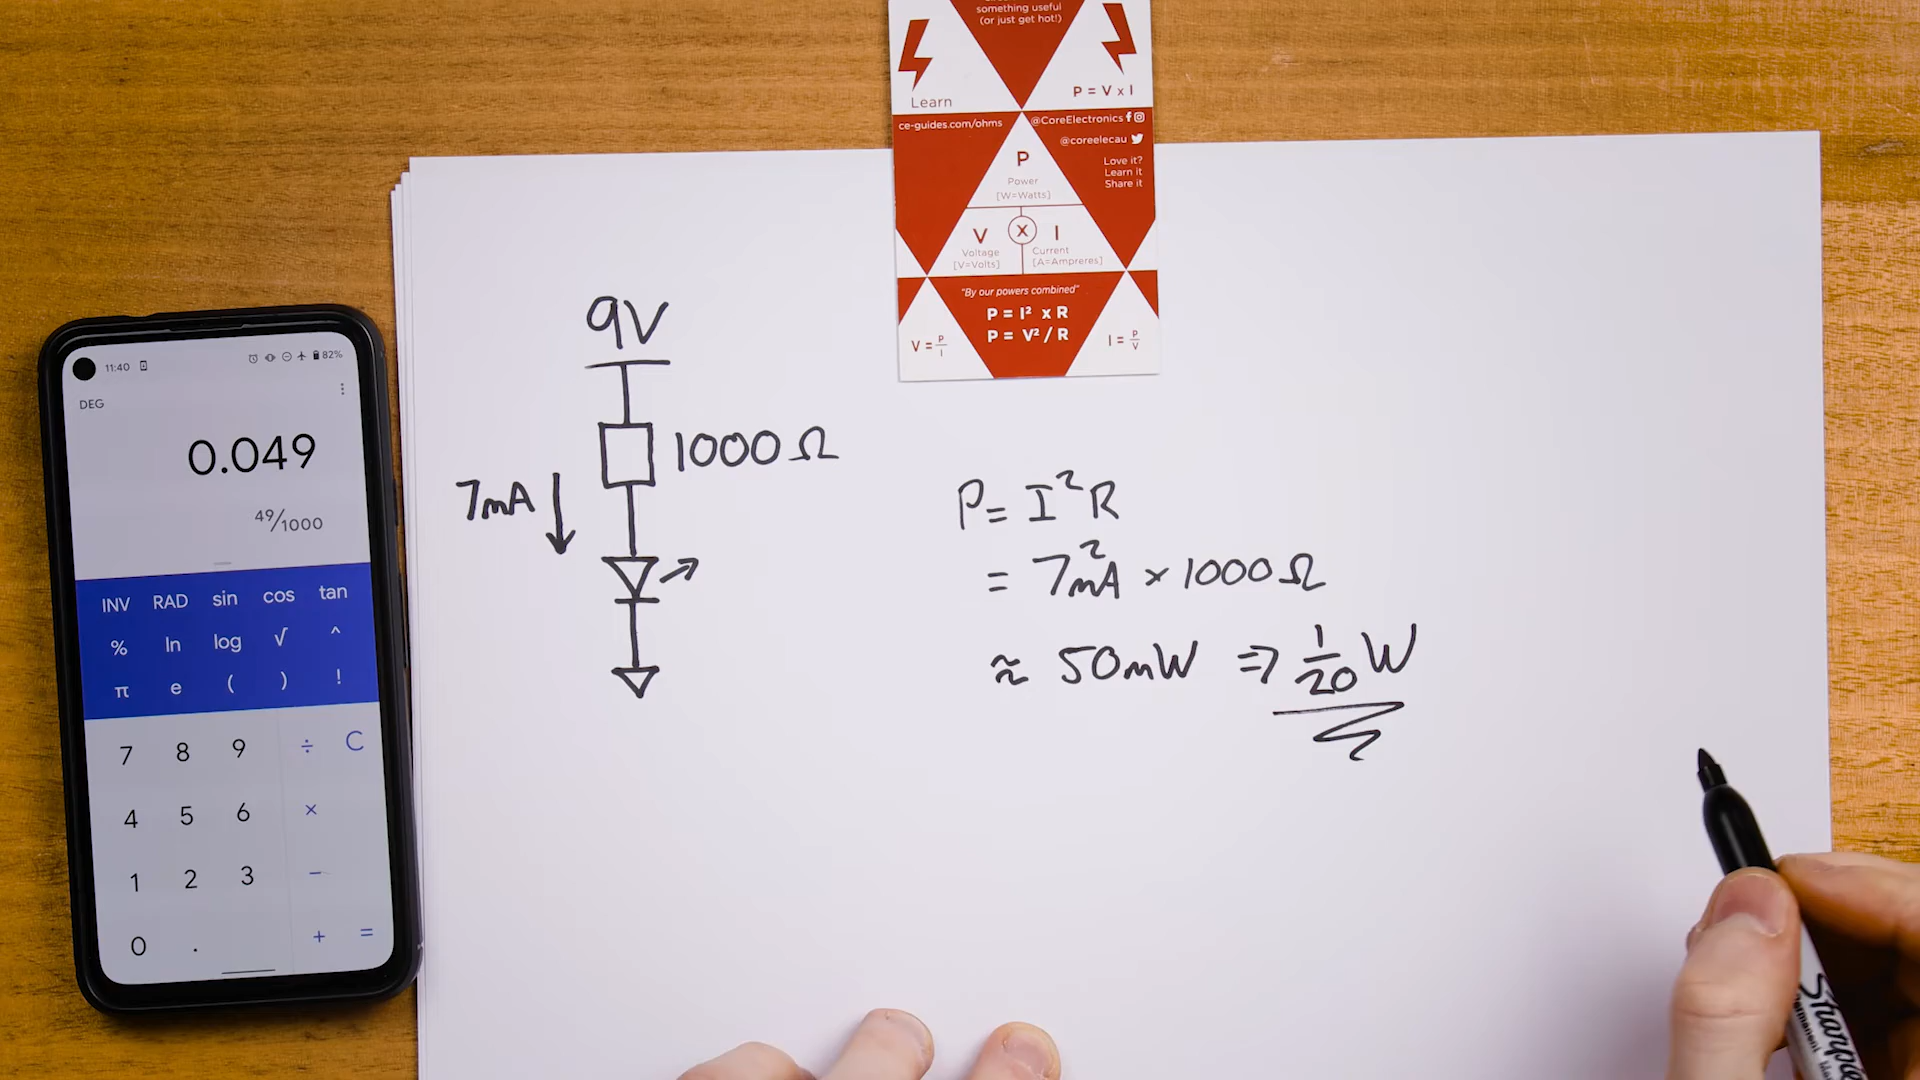 something useful
(or just get hot!)
Learn
P = V x I
ce-guides.com/ohms
@CoreElectronics
@coreelecau
Love it?
Learn it
Share it
P
Power
[W=Watts]
V
X
I
Voltage
[V=Volts]
Current
[A=Ampreres]
"By our powers combined"
P = I² x R
P = V² / R
V = P/I
I = P/V
11:40
82%
DEG
0.049
49/1000
INV RAD sin cos tan
% ln log √ ^
π e ( ) !
7 8 9 ÷ C
4 5 6 ×
1 2 3 −
0 . + =
9V
1000Ω
7mA
P = I²R
= 7²mA × 1000Ω
≈ 50mW ⇒ 1/20 W
Sharpie
Permanent